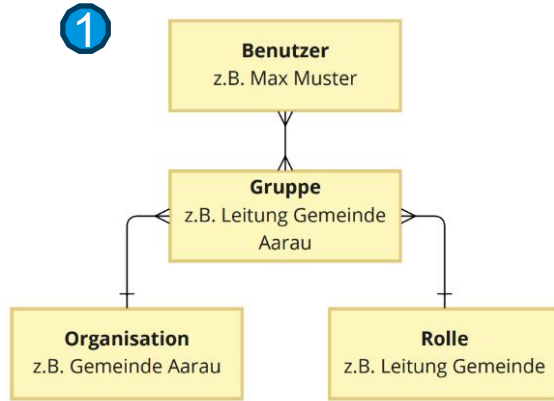 1
Benutzer
z.B. Max Muster
Gruppe
z.B. Leitung Gemeinde
Aarau
Organisation
z.B. Gemeinde Aarau
Rolle
z.B. Leitung Gemeinde